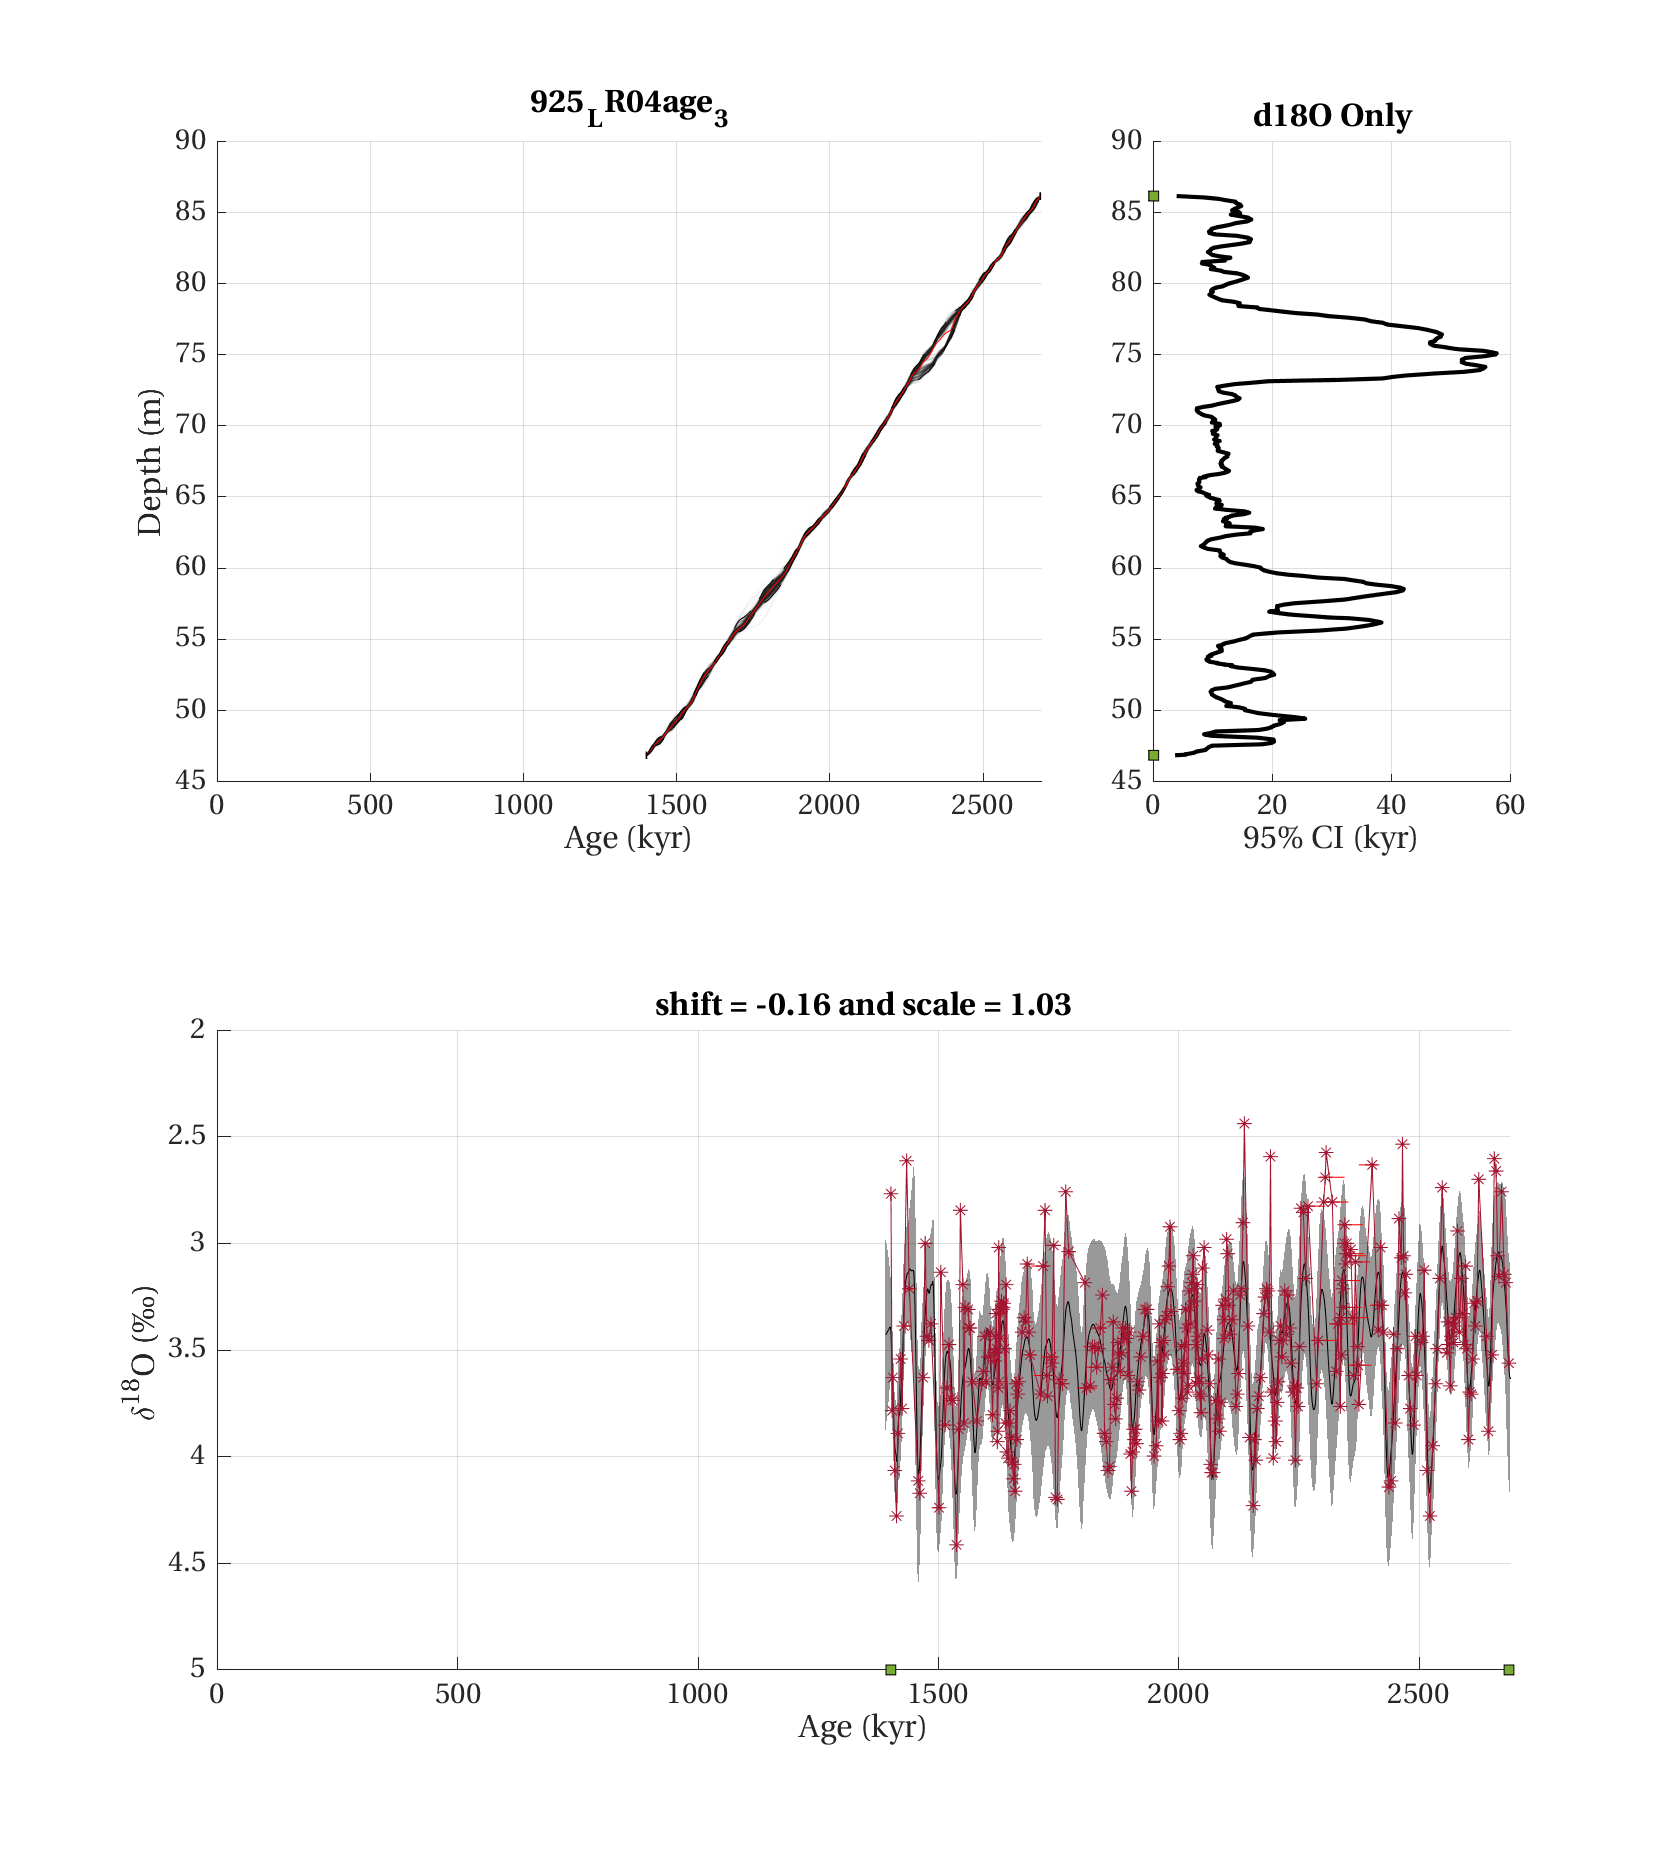 925LR04age3
d18O Only
90
85
80
75
70
65
60
55
50
45
Depth (m)
0 500 1000 1500 2000 2500
Age (kyr)
90
85
80
75
70
65
60
55
50
45
0 20 40 60
95% CI (kyr)
shift = -0.16 and scale = 1.03
2
2.5
3
3.5
4
4.5
5
δ18O (‰)
0 500 1000 1500 2000 2500
Age (kyr)